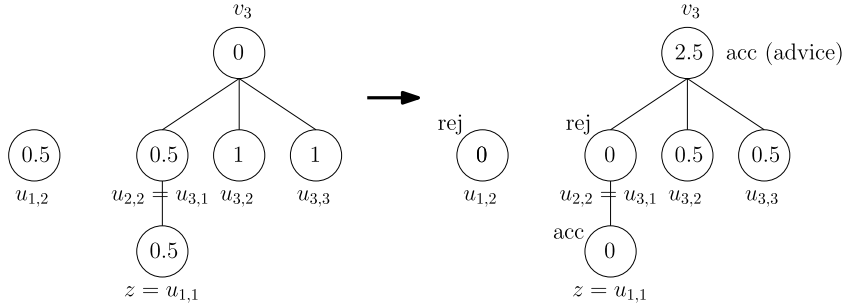 v_3 v_3
0 2.5 acc (advice)
rej rej
0.5 0.5 1 1 0 0 0.5 0.5
u_{1,2} u_{2,2} = u_{3,1} u_{3,2} u_{3,3} u_{1,2} u_{2,2} = u_{3,1} u_{3,2} u_{3,3}
acc
0.5 0
z = u_{1,1} z = u_{1,1}